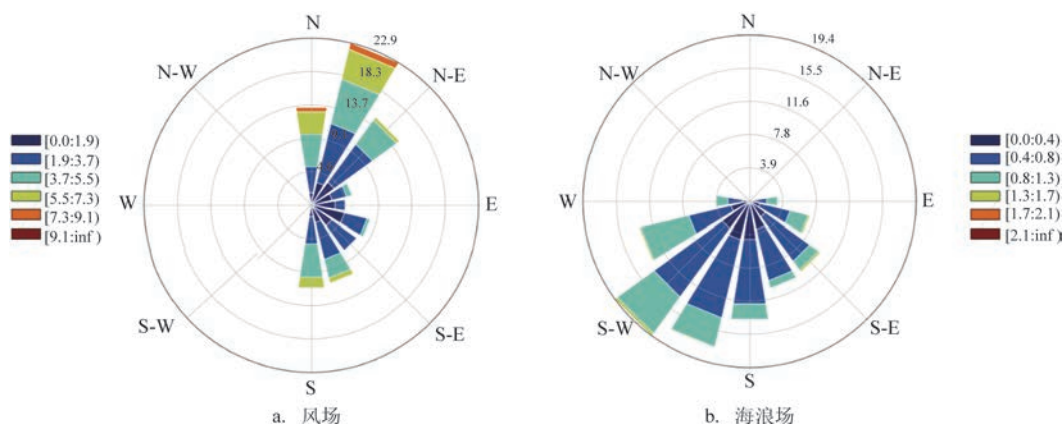 N
22.9
N-W
N-E
18.3
13.7
[0.0:1.9)
[1.9:3.7)
[3.7:5.5)
[5.5:7.3)
[7.3:9.1)
[9.1:inf )
W
E
S-W
S-E
S
a. 风场
N
19.4
N-W
N-E
15.5
11.6
7.8
3.9
[0.0:0.4)
[0.4:0.8)
[0.8:1.3)
[1.3:1.7)
[1.7:2.1)
[2.1:inf)
W
E
S-W
S-E
S
b. 海浪场